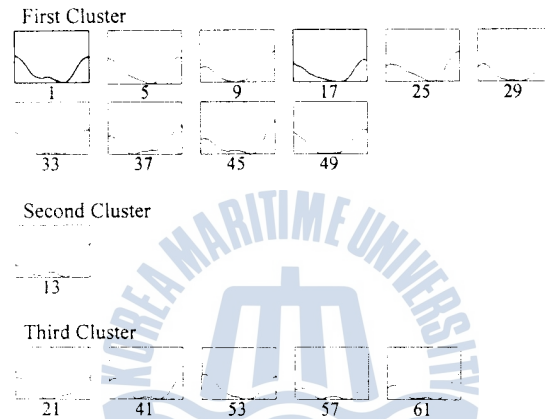 First Cluster
1 5 9 17 25 29
33 37 45 49
Second Cluster
13
Third Cluster
21 41 53 57 61
KOREA MARITIME UNIVERSITY